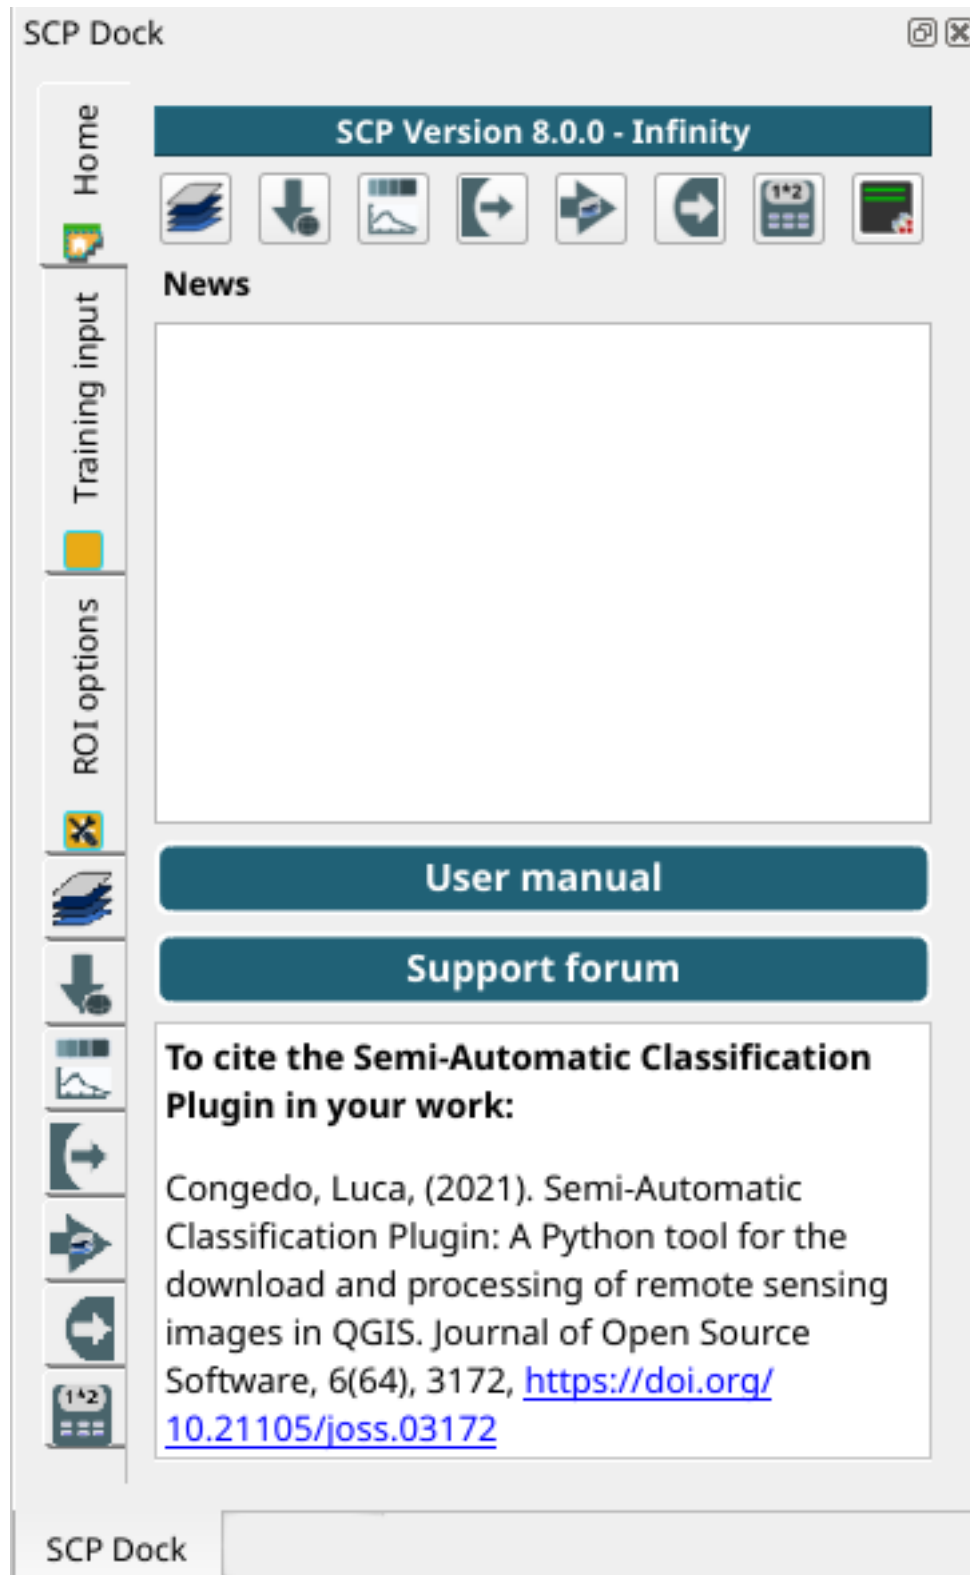 SCP Dock
Home
SCP Version 8.0.0 - Infinity
1*2
News
Training input
ROI options
User manual
Support forum
To cite the Semi-Automatic Classification
Plugin in your work:
Congedo, Luca, (2021). Semi-Automatic
Classification Plugin: A Python tool for the
download and processing of remote sensing
images in QGIS. Journal of Open Source
Software, 6(64), 3172, https://doi.org/
10.21105/joss.03172
1*2
SCP Dock